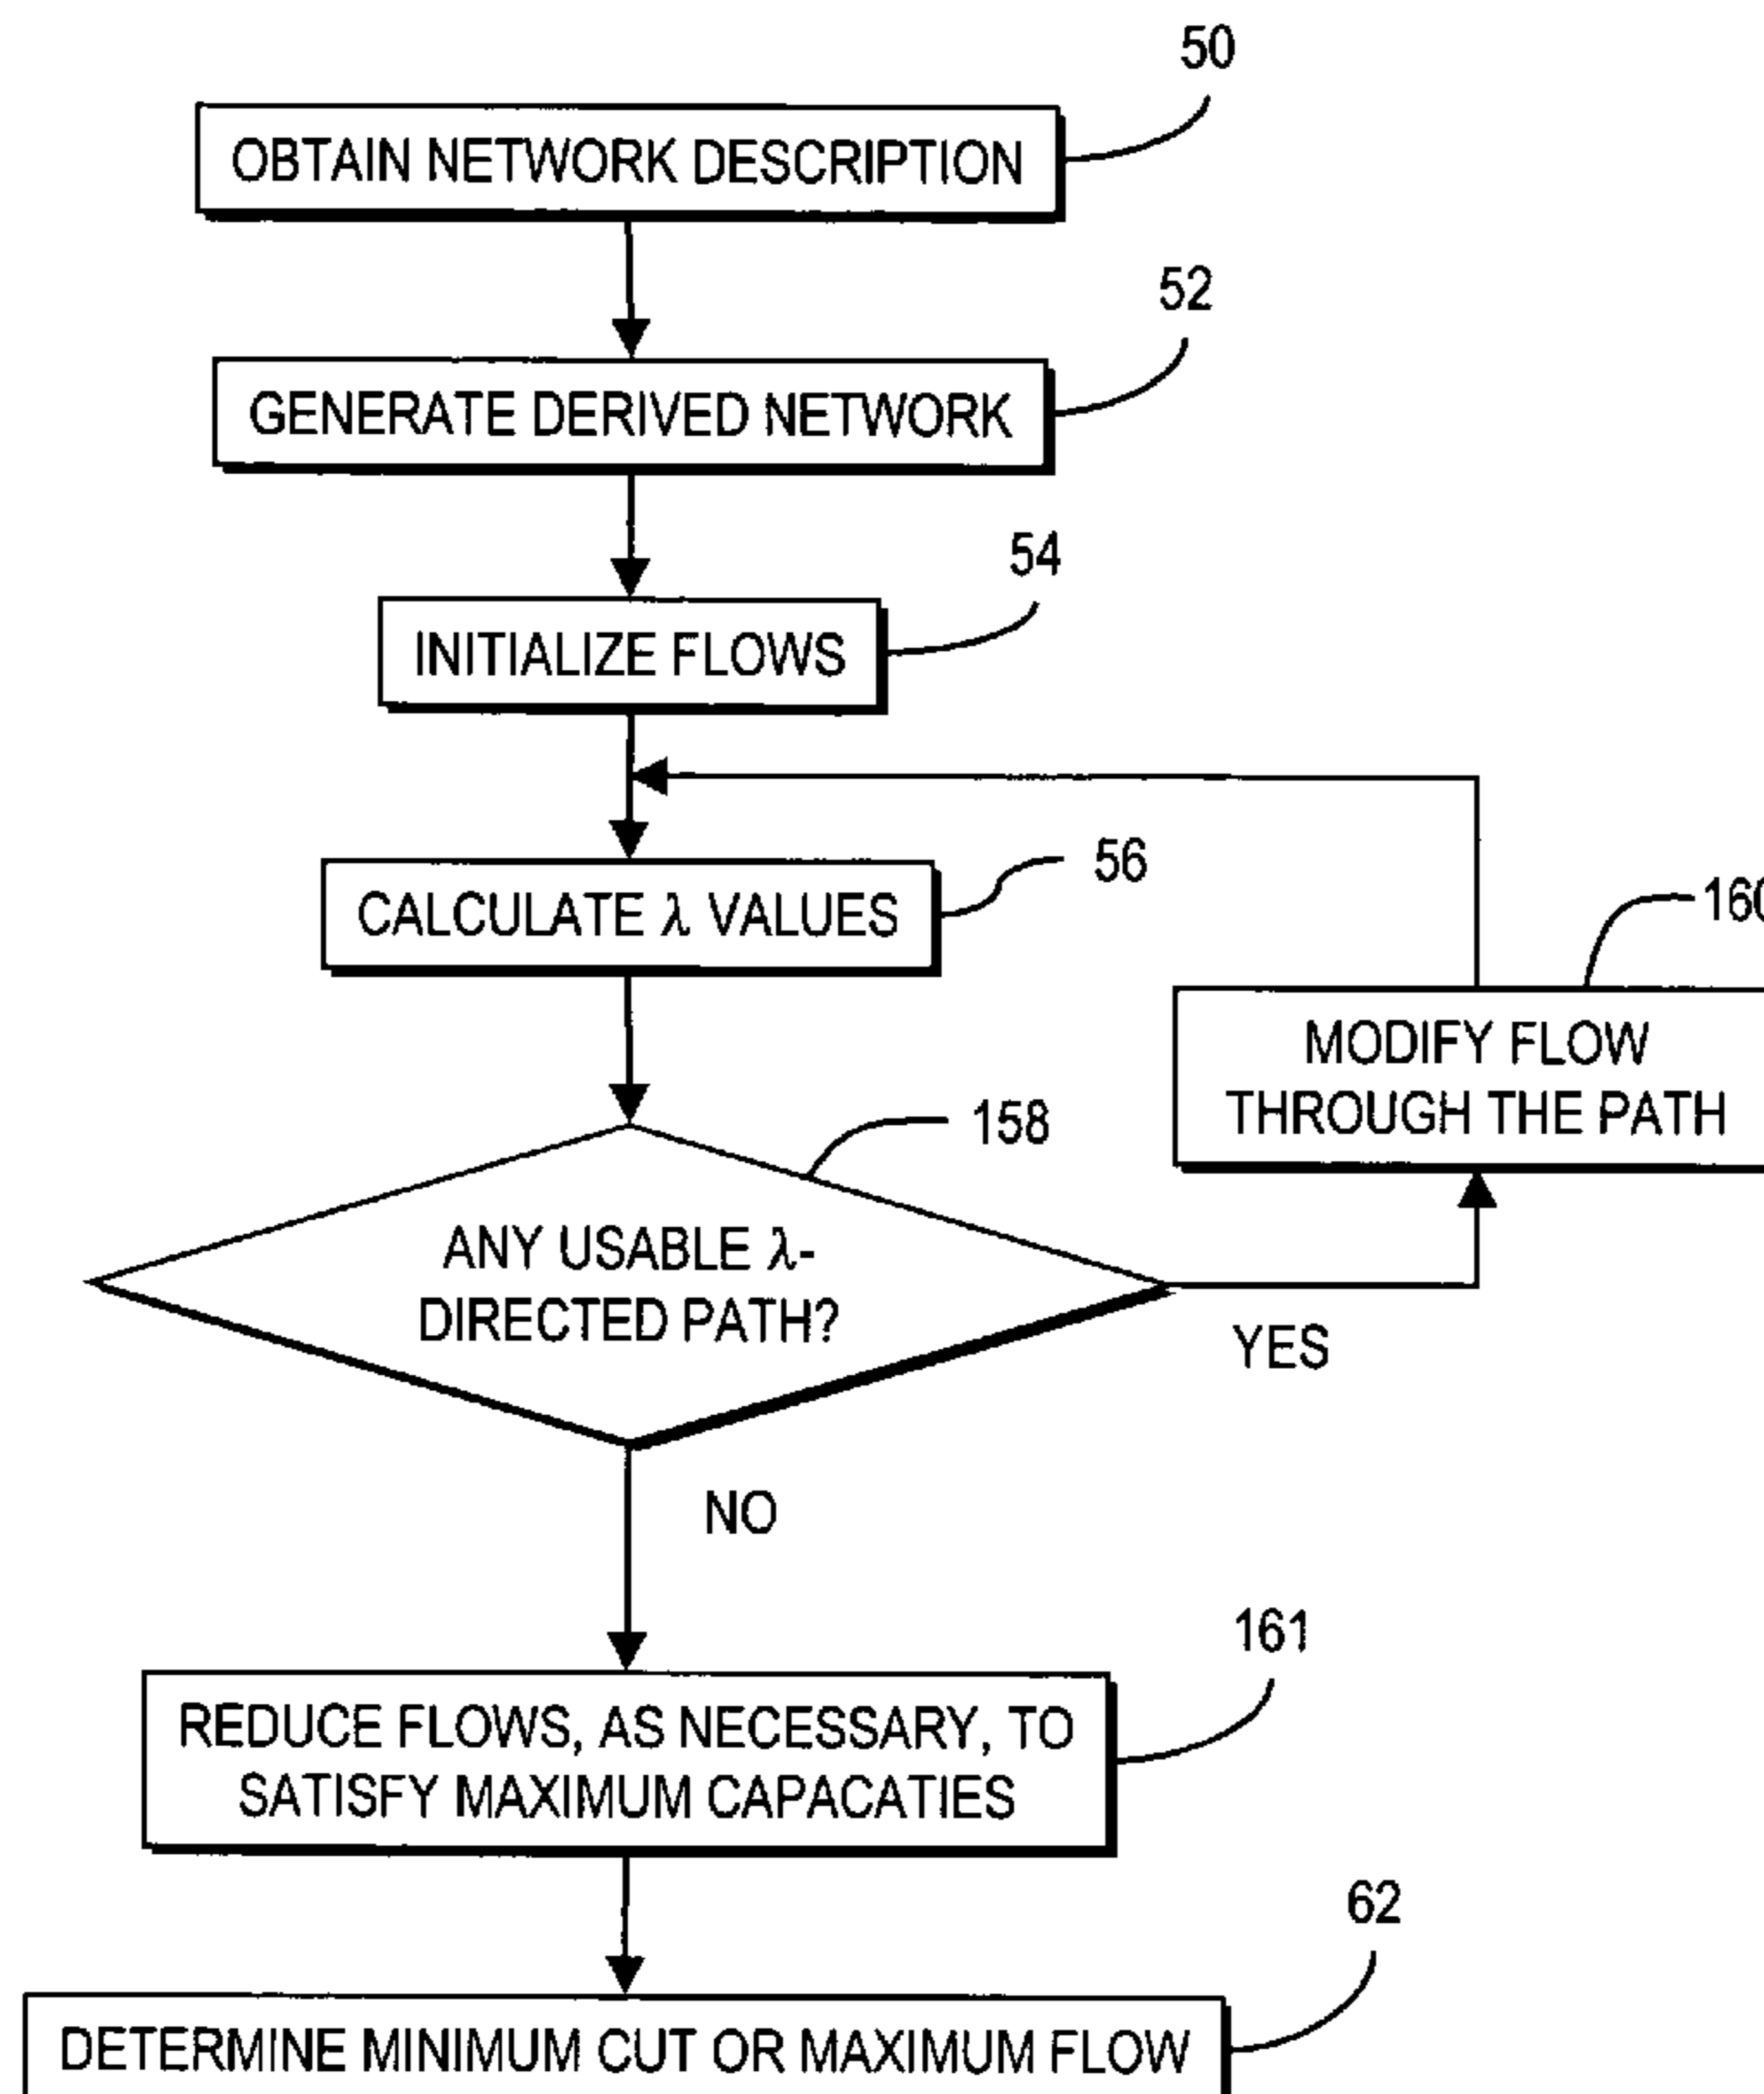 50
OBTAIN NETWORK DESCRIPTION
52
GENERATE DERIVED NETWORK
54
INITIALIZE FLOWS
56
CALCULATE λ VALUES
160
MODIFY FLOW
THROUGH THE PATH
158
ANY USABLE λ-
DIRECTED PATH?
YES
NO
161
REDUCE FLOWS, AS NECESSARY, TO
SATISFY MAXIMUM CAPACATIES
62
DETERMINE MINIMUM CUT OR MAXIMUM FLOW